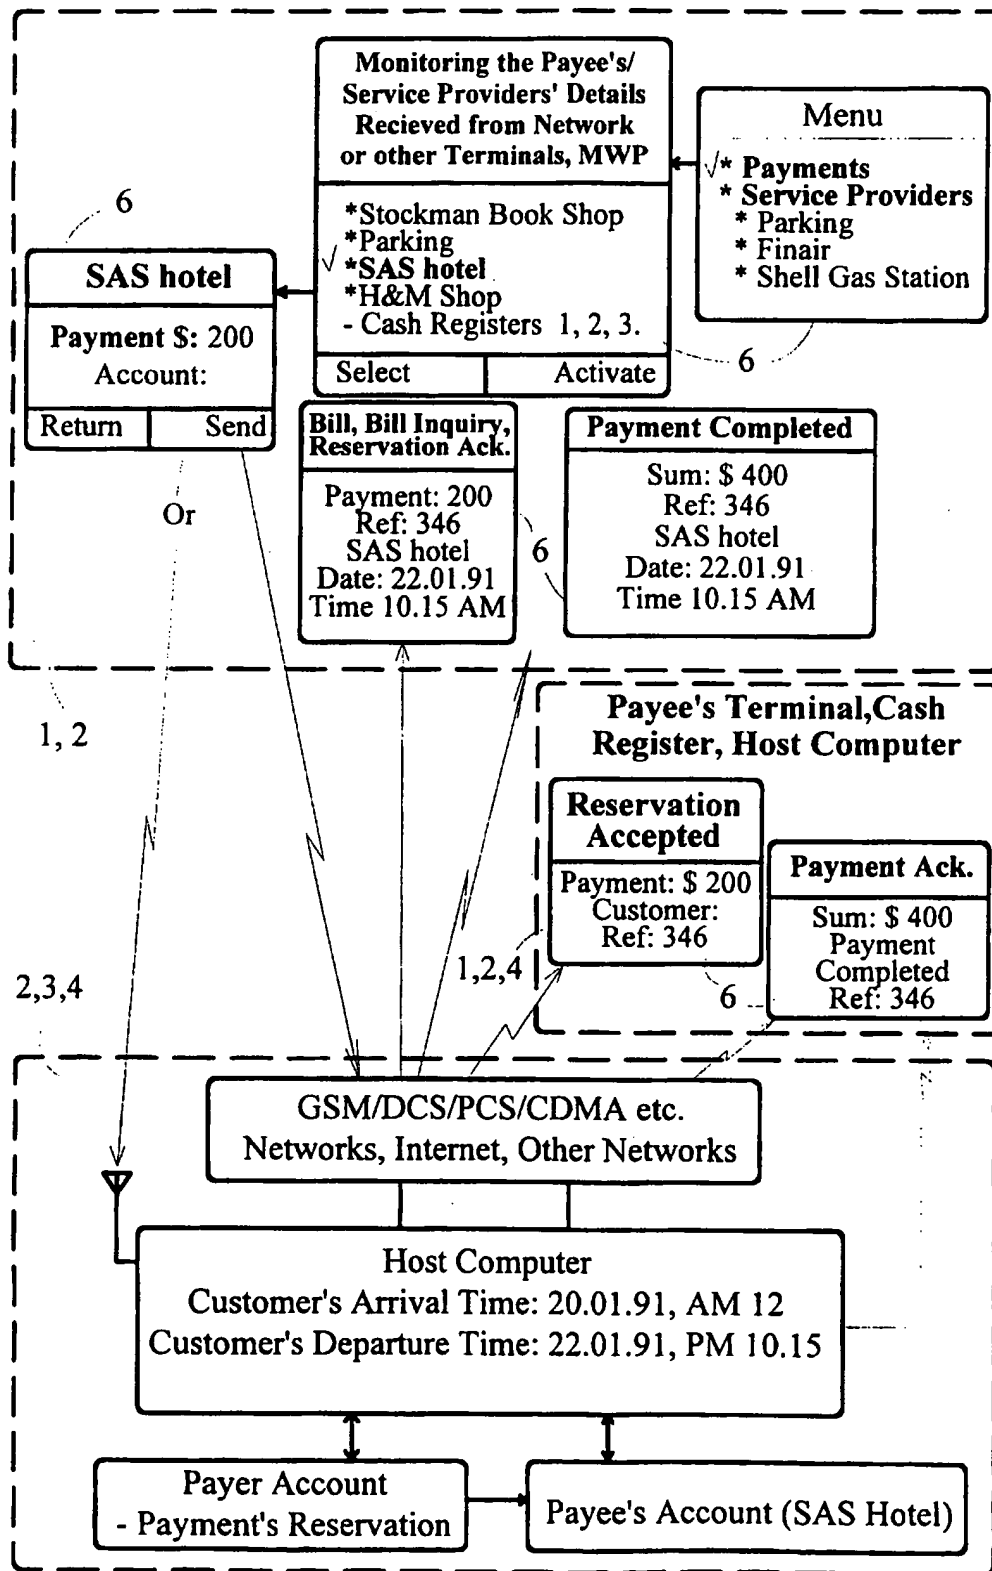 Monitoring the Payee's/
Service Providers' Details
Recieved from Network
or other Terminals, MWP
*Stockman Book Shop
*Parking
√
*SAS hotel
*H&M Shop
- Cash Registers 1, 2, 3.
Select Activate
Menu
√* Payments
* Service Providers
* Parking
* Finair
* Shell Gas Station
6
6
SAS hotel
Payment $: 200
Account:
Return Send
Or
Bill, Bill Inquiry,
Reservation Ack.
Payment: 200
Ref: 346
SAS hotel
Date: 22.01.91
Time 10.15 AM
6
Payment Completed
Sum: $ 400
Ref: 346
SAS hotel
Date: 22.01.91
Time 10.15 AM
1, 2
Payee's Terminal,Cash
Register, Host Computer
Reservation
Accepted
Payment: $ 200
Customer:
Ref: 346
Payment Ack.
Sum: $ 400
Payment
Completed
Ref: 346
1,2,4
6
2,3,4
GSM/DCS/PCS/CDMA etc.
Networks, Internet, Other Networks
Host Computer
Customer's Arrival Time: 20.01.91, AM 12
Customer's Departure Time: 22.01.91, PM 10.15
Payer Account
- Payment's Reservation
Payee's Account (SAS Hotel)